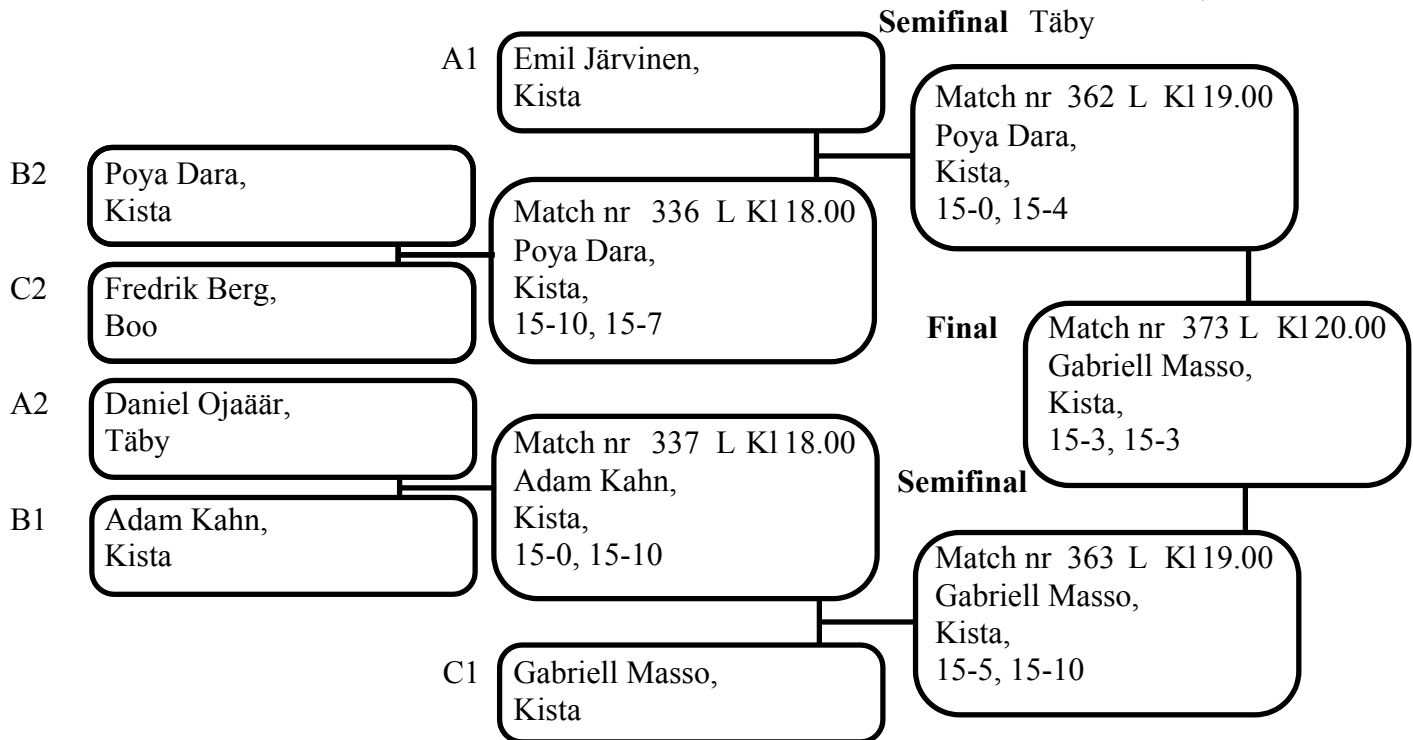 Semifinal Täby
A1
Emil Järvinen,
Kista
Match nr 362 L Kl 19.00
Poya Dara,
Kista,
15-0, 15-4
B2
Poya Dara,
Kista
Match nr 336 L Kl 18.00
Poya Dara,
Kista,
15-10, 15-7
C2
Fredrik Berg,
Boo
Final
Match nr 373 L Kl 20.00
Gabriell Masso,
Kista,
15-3, 15-3
A2
Daniel Ojaäär,
Täby
Match nr 337 L Kl 18.00
Adam Kahn,
Kista,
15-0, 15-10
Semifinal
B1
Adam Kahn,
Kista
Match nr 363 L Kl 19.00
Gabriell Masso,
Kista,
15-5, 15-10
C1
Gabriell Masso,
Kista